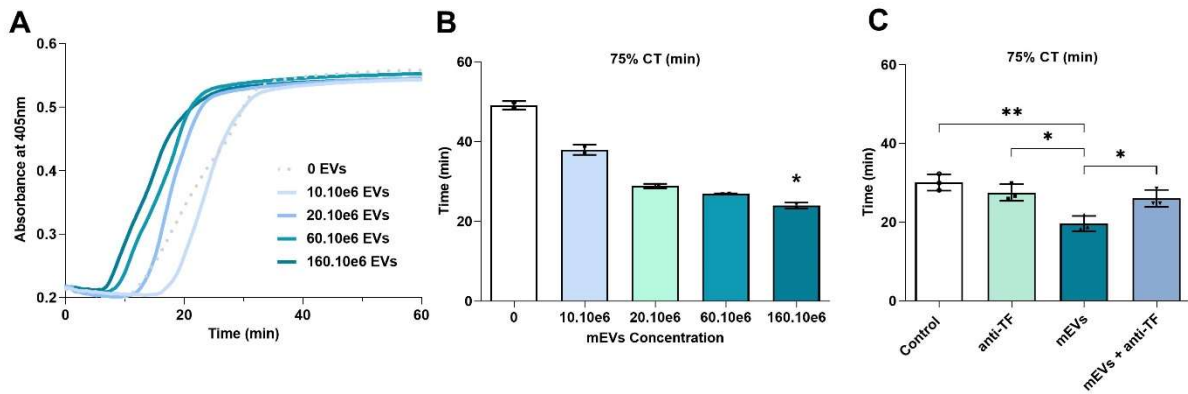 A
Absorbance at 405nm
0.6
0.5
0.4
0.3
0.2
0 EVs
10.10e6 EVs
20.10e6 EVs
60.10e6 EVs
160.10e6 EVs
0 20 40 60
Time (min)
B
75% CT (min)
Time (min)
60
40
20
0
*
0 10.10e6 20.10e6 60.10e6 160.10e6
mEVs Concentration
C
75% CT (min)
Time (min)
60
40
20
0
**
*
*
Control
anti-TF
mEVs
mEVs + anti-TF